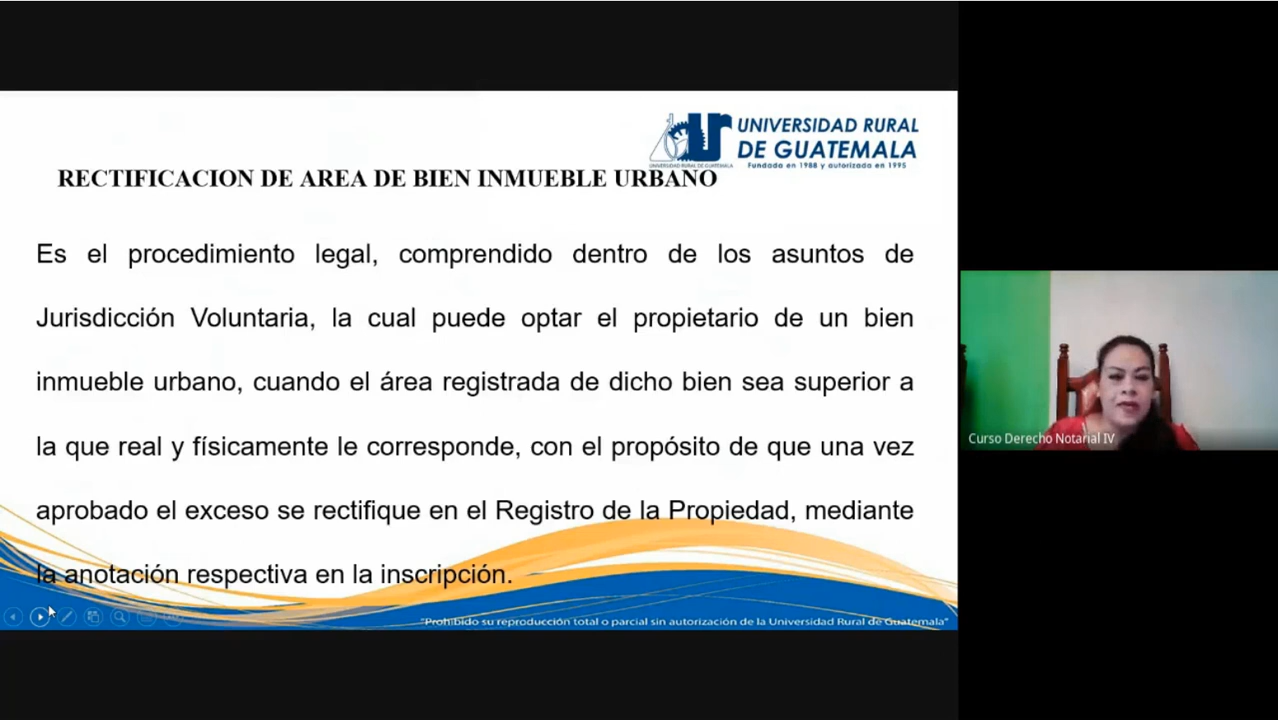 UNIVERSIDAD RURAL
DE GUATEMALA
Fundada en 1988 y autorizada en 1995
UNIVERSIDAD RURAL DE GUATEMALA
RECTIFICACION DE AREA DE BIEN INMUEBLE URBANO
Es el procedimiento legal, comprendido dentro de los asuntos de
Jurisdicción Voluntaria, la cual puede optar el propietario de un bien
inmueble urbano, cuando el área registrada de dicho bien sea superior a
la que real y físicamente le corresponde, con el propósito de que una vez
aprobado el exceso se rectifique en el Registro de la Propiedad, mediante
la anotación respectiva en la inscripción.
"Prohibido su reproducción total o parcial sin autorización de la Universidad Rural de Guatemala"
Curso Derecho Notarial IV